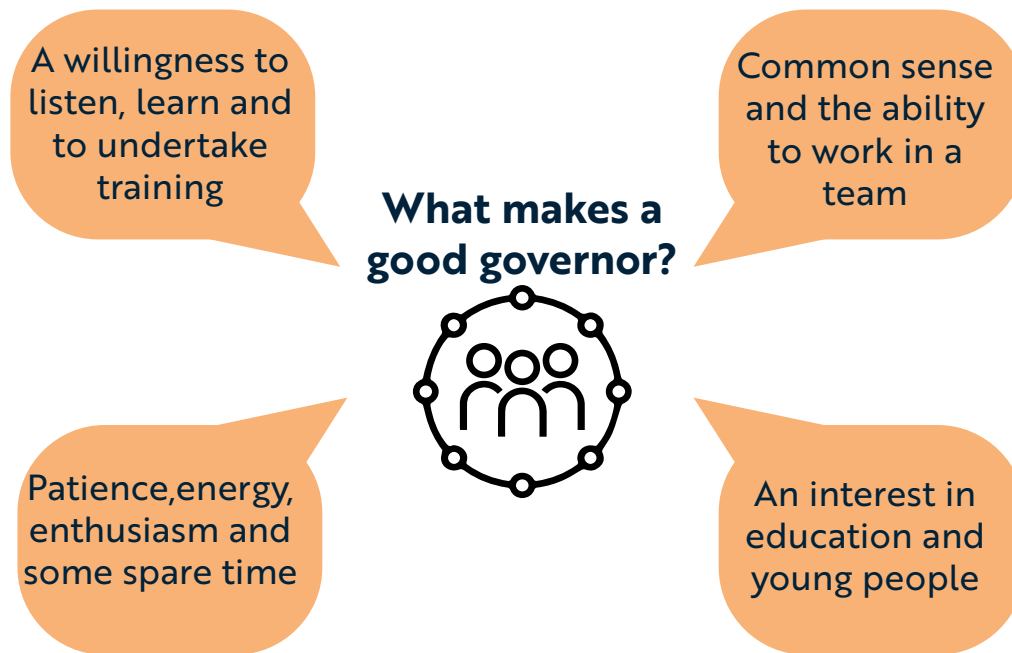 A willingness to
listen, learn and
to undertake
training
Common sense
and the ability
to work in a
team
What makes a
good governor?
Patience,energy,
enthusiasm and
some spare time
An interest in
education and
young people